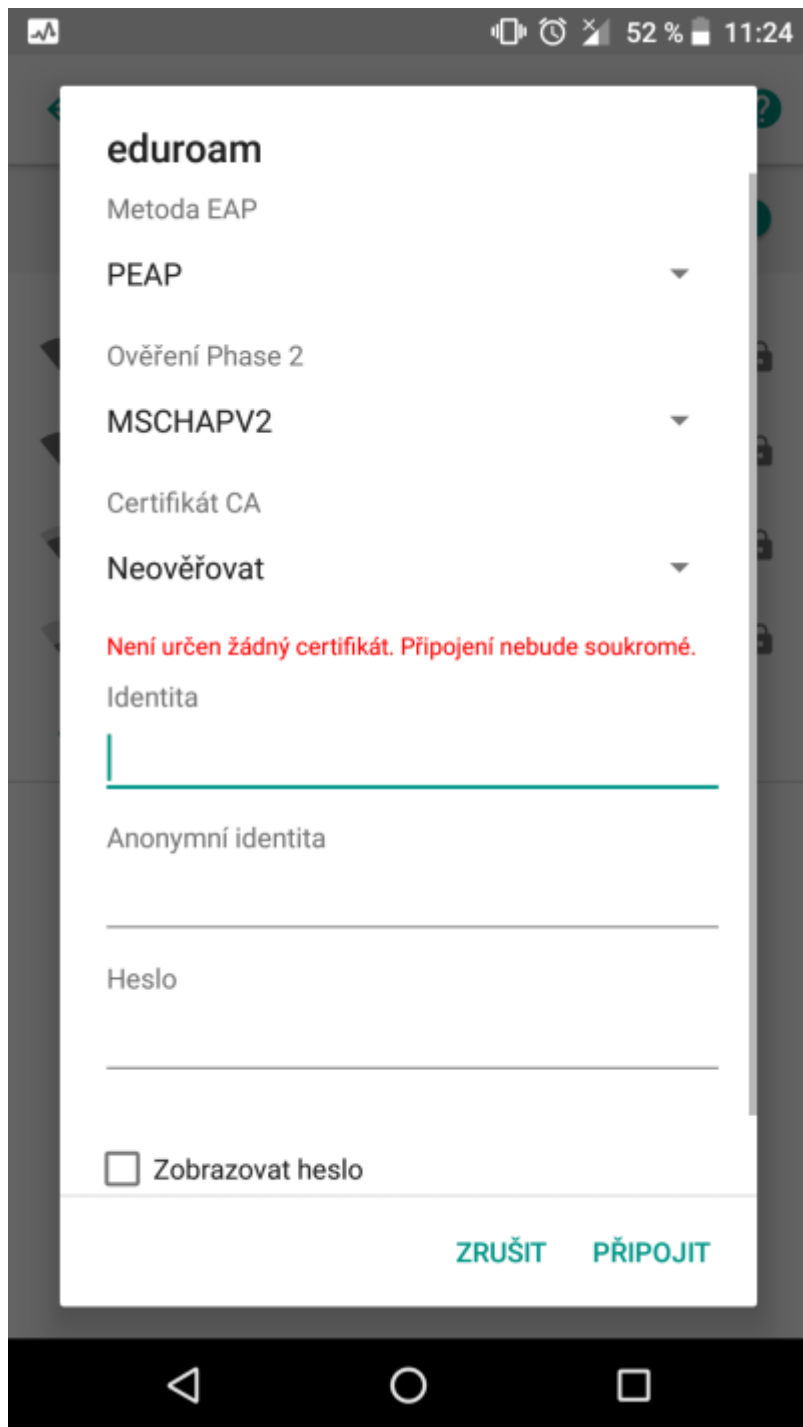 52 % 11:24
eduroam
Metoda EAP
PEAP
Ověření Phase 2
MSCHAPV2
Certifikát CA
Neověřovat
Není určen žádný certifikát. Připojení nebude soukromé.
Identita
Anonymní identita
Heslo
Zobrazovat heslo
ZRUŠIT PŘIPOJIT